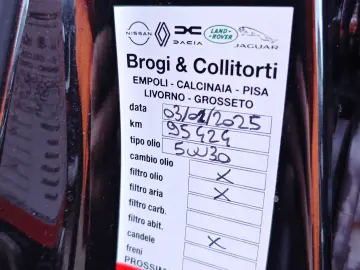 NISSAN DACIA LAND-ROVER JAGUAR
Brogi & Collitorti
EMPOLI - CALCINAIA - PISA
LIVORNO - GROSSETO
data 03/01/2025
km 95424
tipo olio 5W30
cambio olio
filtro olio X
filtro aria X
filtro carb.
filtro abit.
candele X
freni
PROSSIM